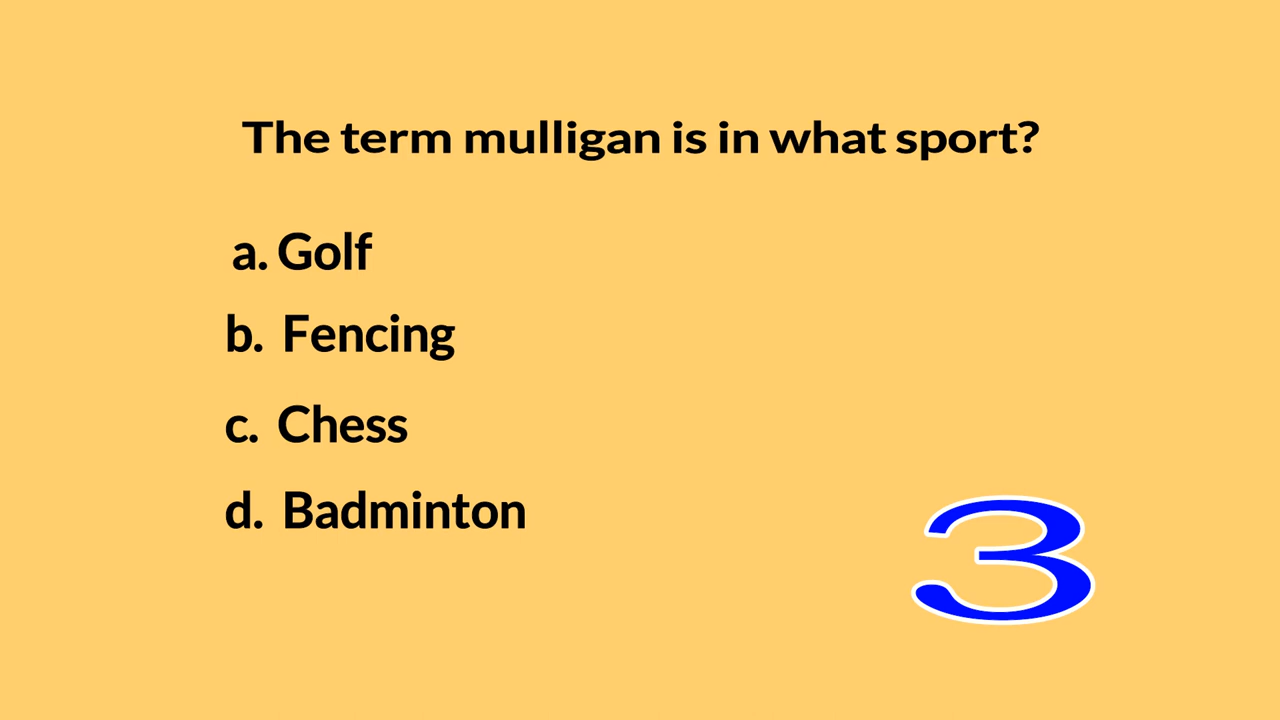 The term mulligan is in what sport?
a. Golf
b. Fencing
c. Chess
d. Badminton
3